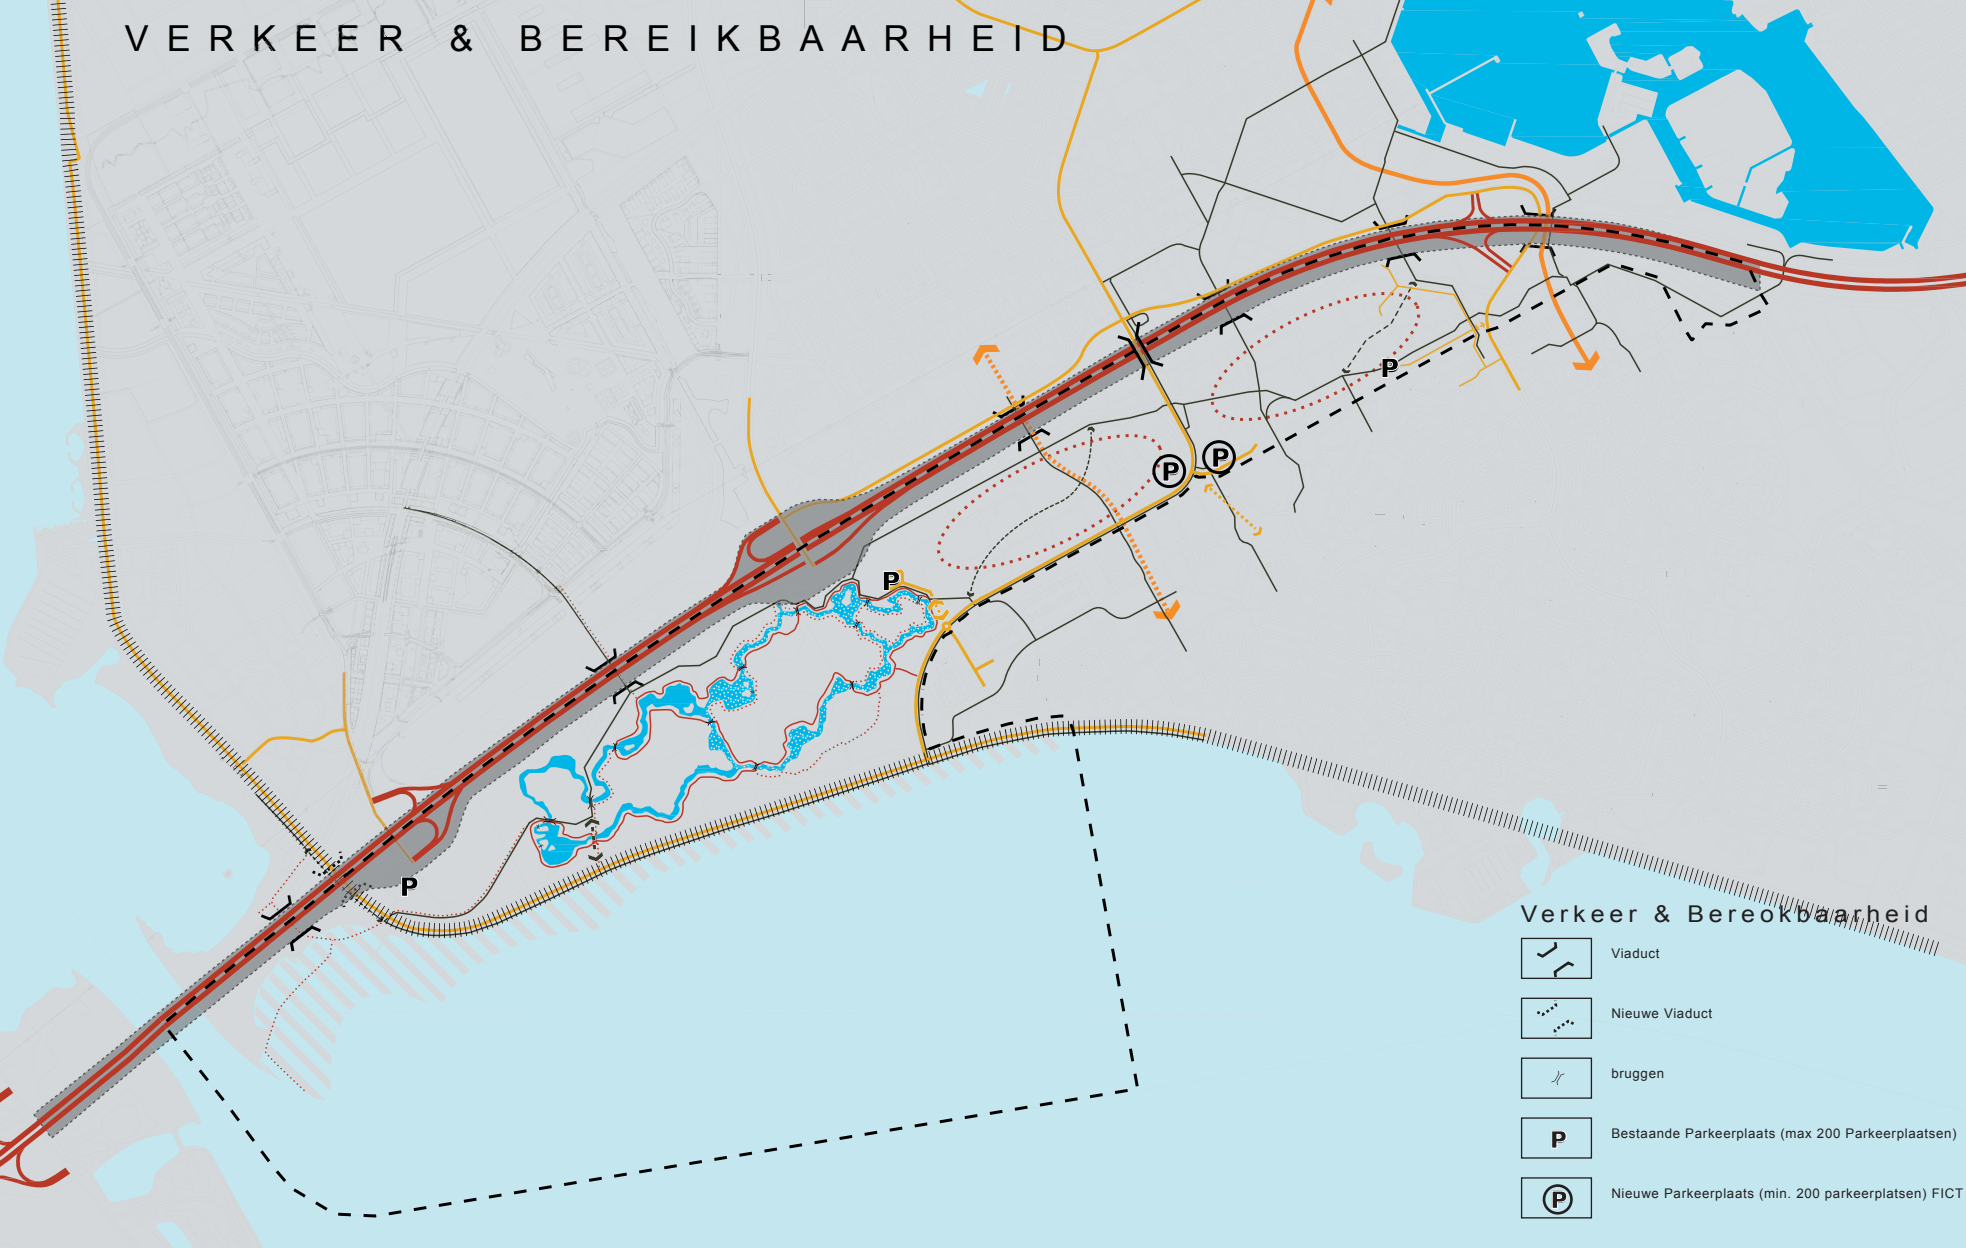 VERKEER & BEREIKBAARHEID
P
P
P
P
P
Verkeer & Bereokbaarheid
Viaduct
Nieuwe Viaduct
bruggen
P Bestaande Parkeerplaats (max 200 Parkeerplaatsen)
P Nieuwe Parkeerplaats (min. 200 parkeerplatsen) FICT